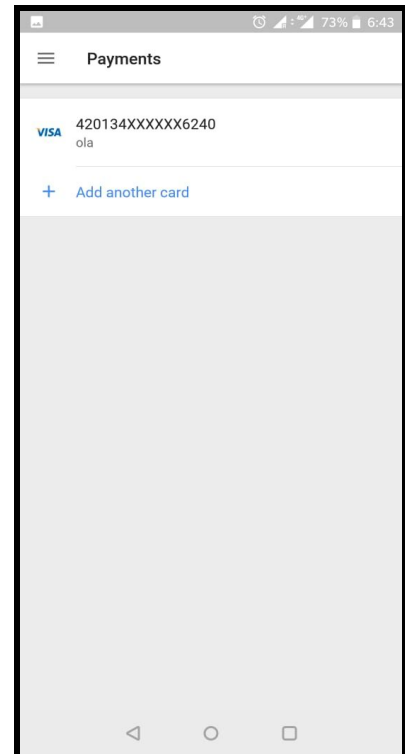 73% 6:43
Payments
VISA
420134XXXXXX6240
ola
+ Add another card